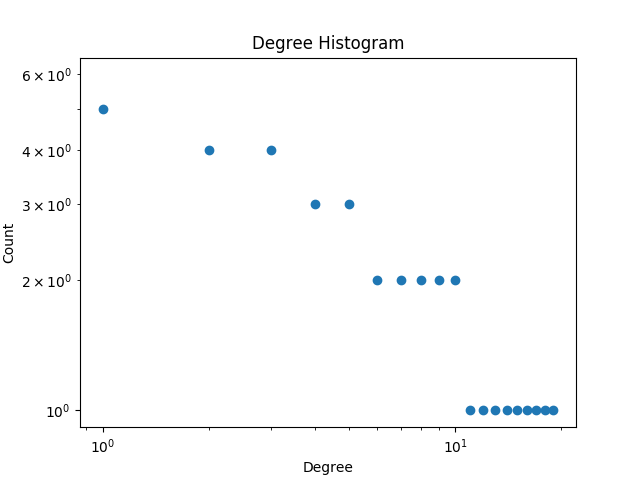 Degree Histogram
6 × 10⁰
4 × 10⁰
3 × 10⁰
2 × 10⁰
10⁰
Count
10⁰ 10¹
Degree